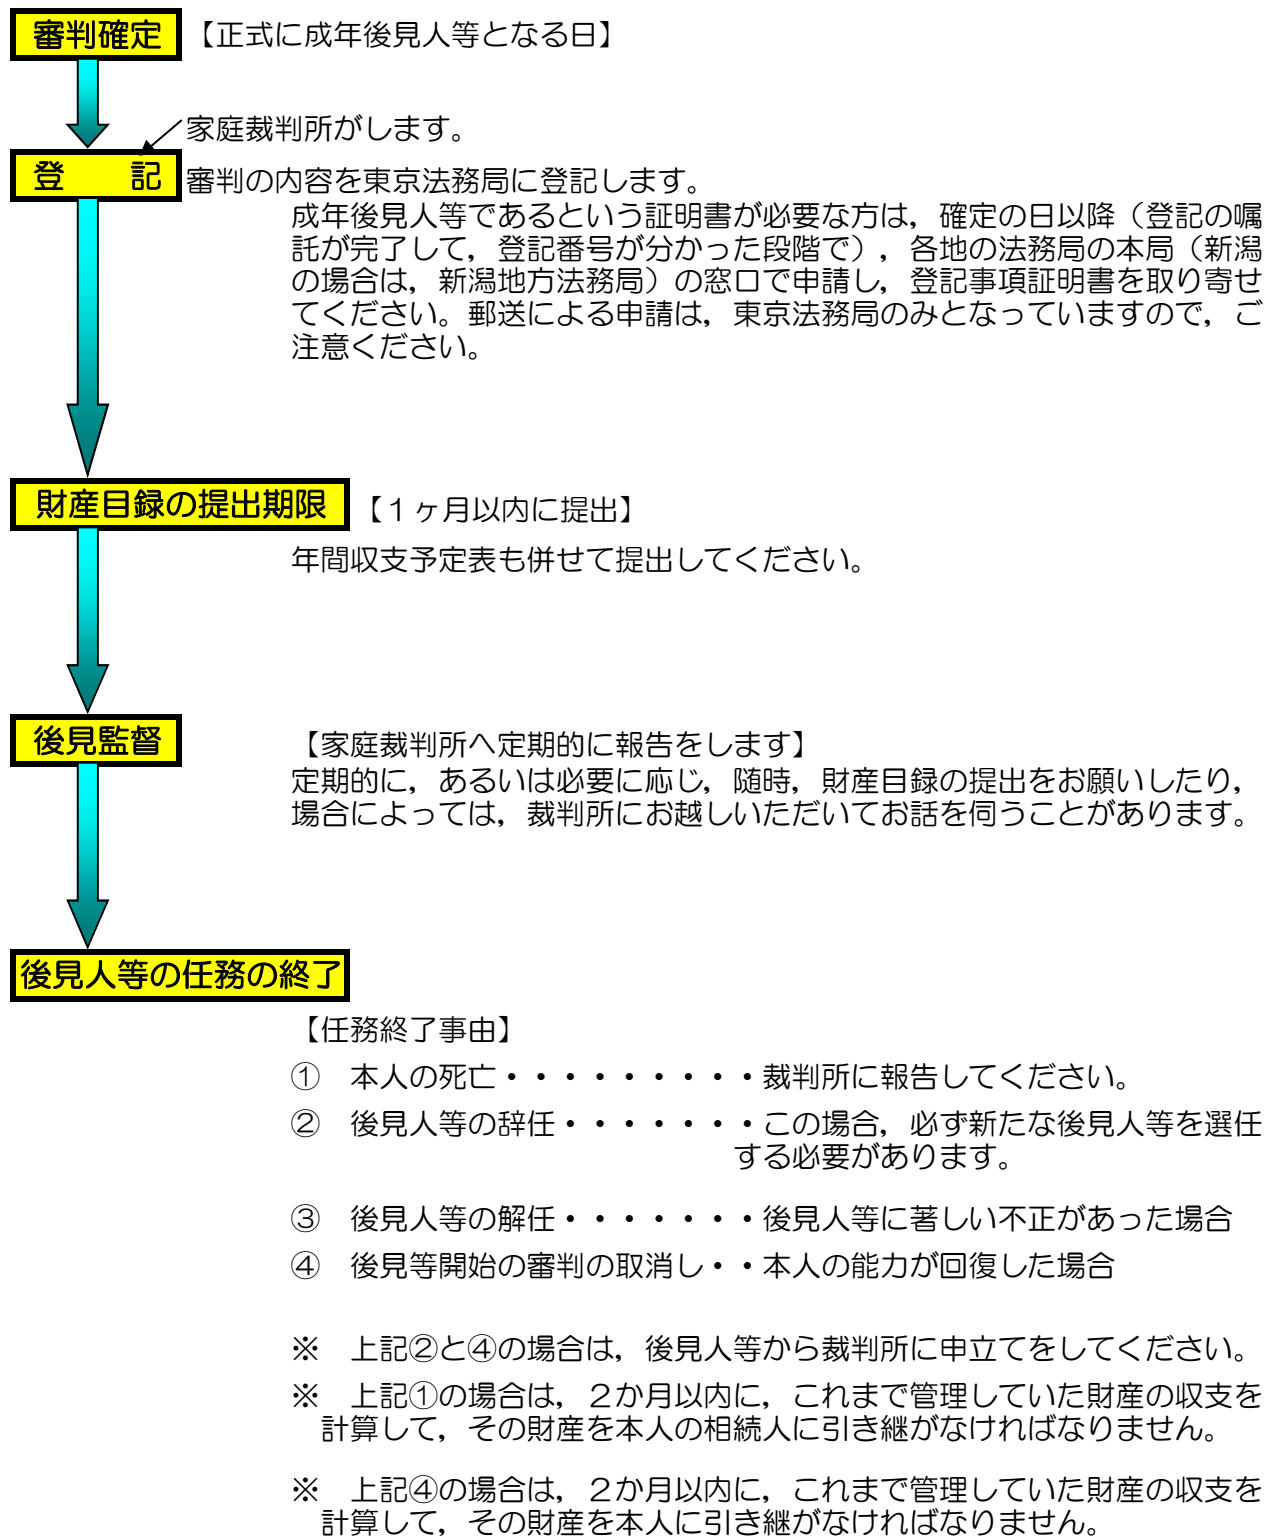 審判確定 【正式に成年後見人等となる日】
家庭裁判所がします。
登　　記 審判の内容を東京法務局に登記します。
成年後見人等であるという証明書が必要な方は，確定の日以降（登記の嘱
託が完了して，登記番号が分かった段階で），各地の法務局の本局（新潟
の場合は，新潟地方法務局）の窓口で申請し，登記事項証明書を取り寄せ
てください。郵送による申請は，東京法務局のみとなっていますので，ご
注意ください。
財産目録の提出期限 【１ヶ月以内に提出】
年間収支予定表も併せて提出してください。
後見監督 【家庭裁判所へ定期的に報告をします】
定期的に，あるいは必要に応じ，随時，財産目録の提出をお願いしたり，
場合によっては，裁判所にお越しいただいてお話を伺うことがあります。
後見人等の任務の終了
【任務終了事由】
①　本人の死亡・・・・・・・・・裁判所に報告してください。
②　後見人等の辞任・・・・・・・この場合，必ず新たな後見人等を選任
する必要があります。
③　後見人等の解任・・・・・・・後見人等に著しい不正があった場合
④　後見等開始の審判の取消し・・本人の能力が回復した場合
※　上記②と④の場合は，後見人等から裁判所に申立てをしてください。
※　上記①の場合は，２か月以内に，これまで管理していた財産の収支を
計算して，その財産を本人の相続人に引き継がなければなりません。
※　上記④の場合は，２か月以内に，これまで管理していた財産の収支を
計算して，その財産を本人に引き継がなければなりません。